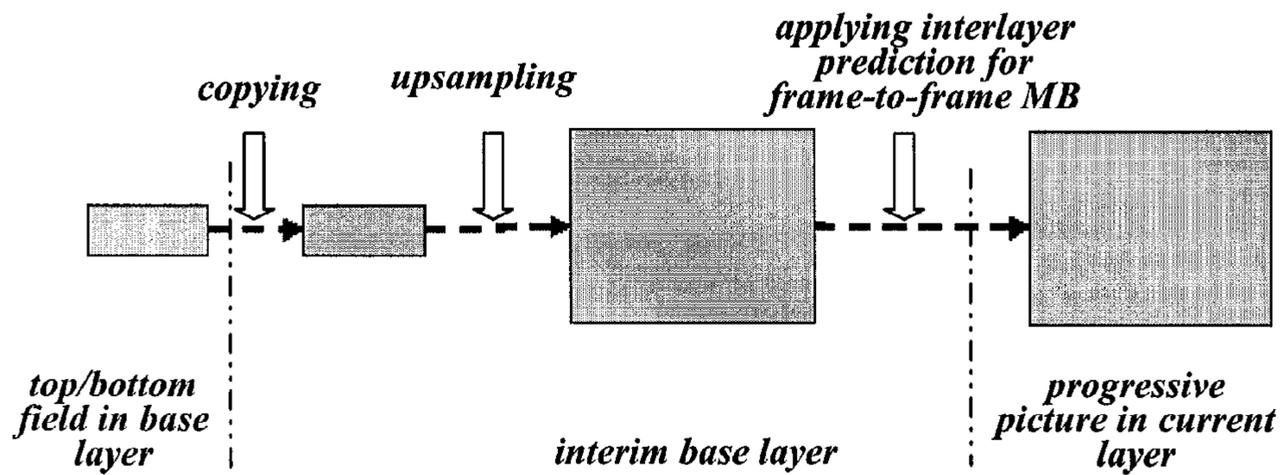 copying
upsampling
applying interlayer
prediction for
frame-to-frame MB
top/bottom
field in base
layer
interim base layer
progressive
picture in current
layer